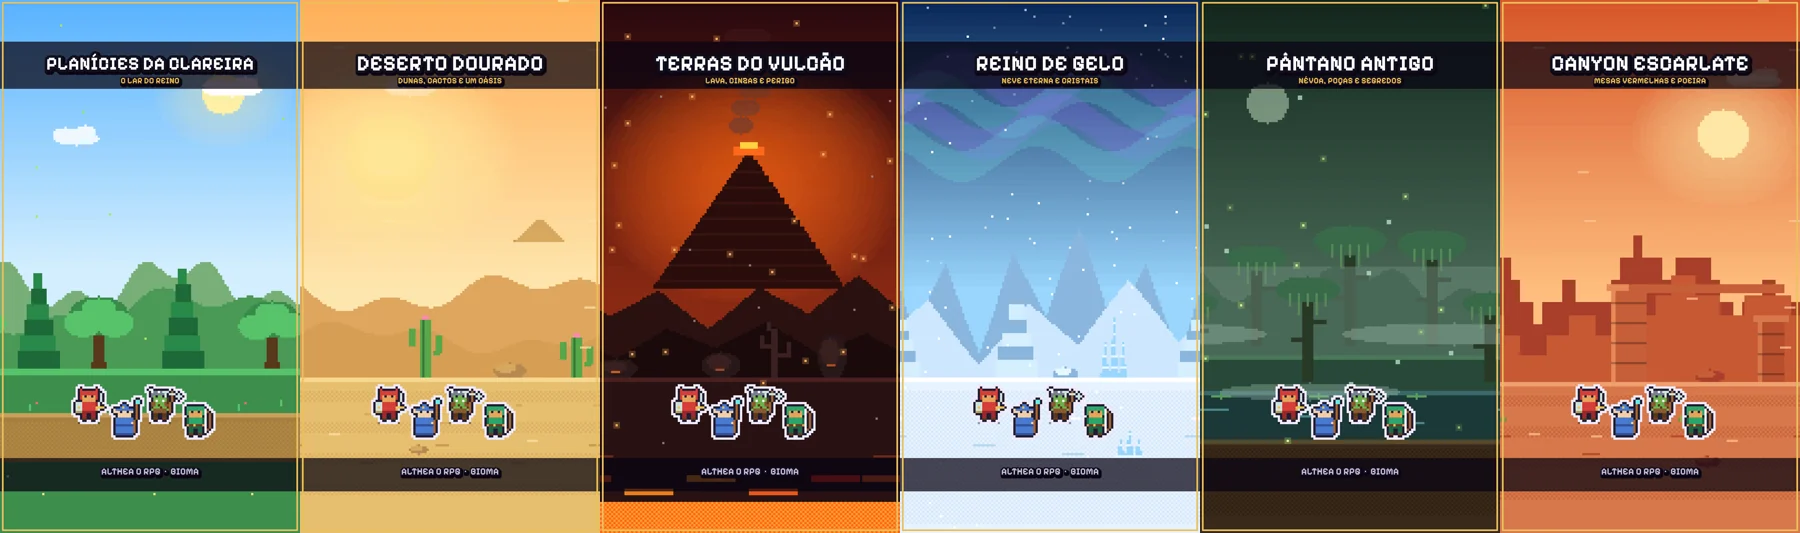 PLANÍCIES DA CLAREIRA
O LAR DO REINO
ALTHEA O RPG · BIOMA
DESERTO DOURADO
DUNAS, CACTOS E UM OÁSIS
ALTHEA O RPG · BIOMA
TERRAS DO VULCÃO
LAVA, CINZAS E PERIGO
ALTHEA O RPG · BIOMA
REINO DE GELO
NEVE ETERNA E CRISTAIS
ALTHEA O RPG · BIOMA
PÂNTANO ANTIGO
NÉVOA, POÇAS E SEGREDOS
ALTHEA O RPG · BIOMA
CANYON ESCARLATE
MESAS VERMELHAS E POEIRA
ALTHEA O RPG · BIOMA